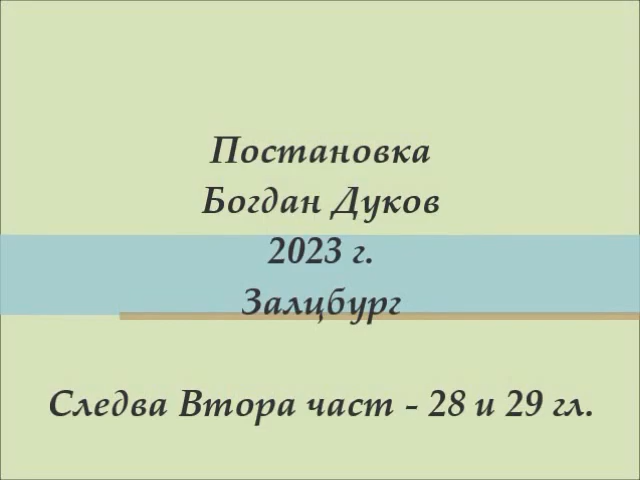 Постановка
Богдан Дуков
2023 г.
Залцбург
Следва Втора част - 28 и 29 гл.